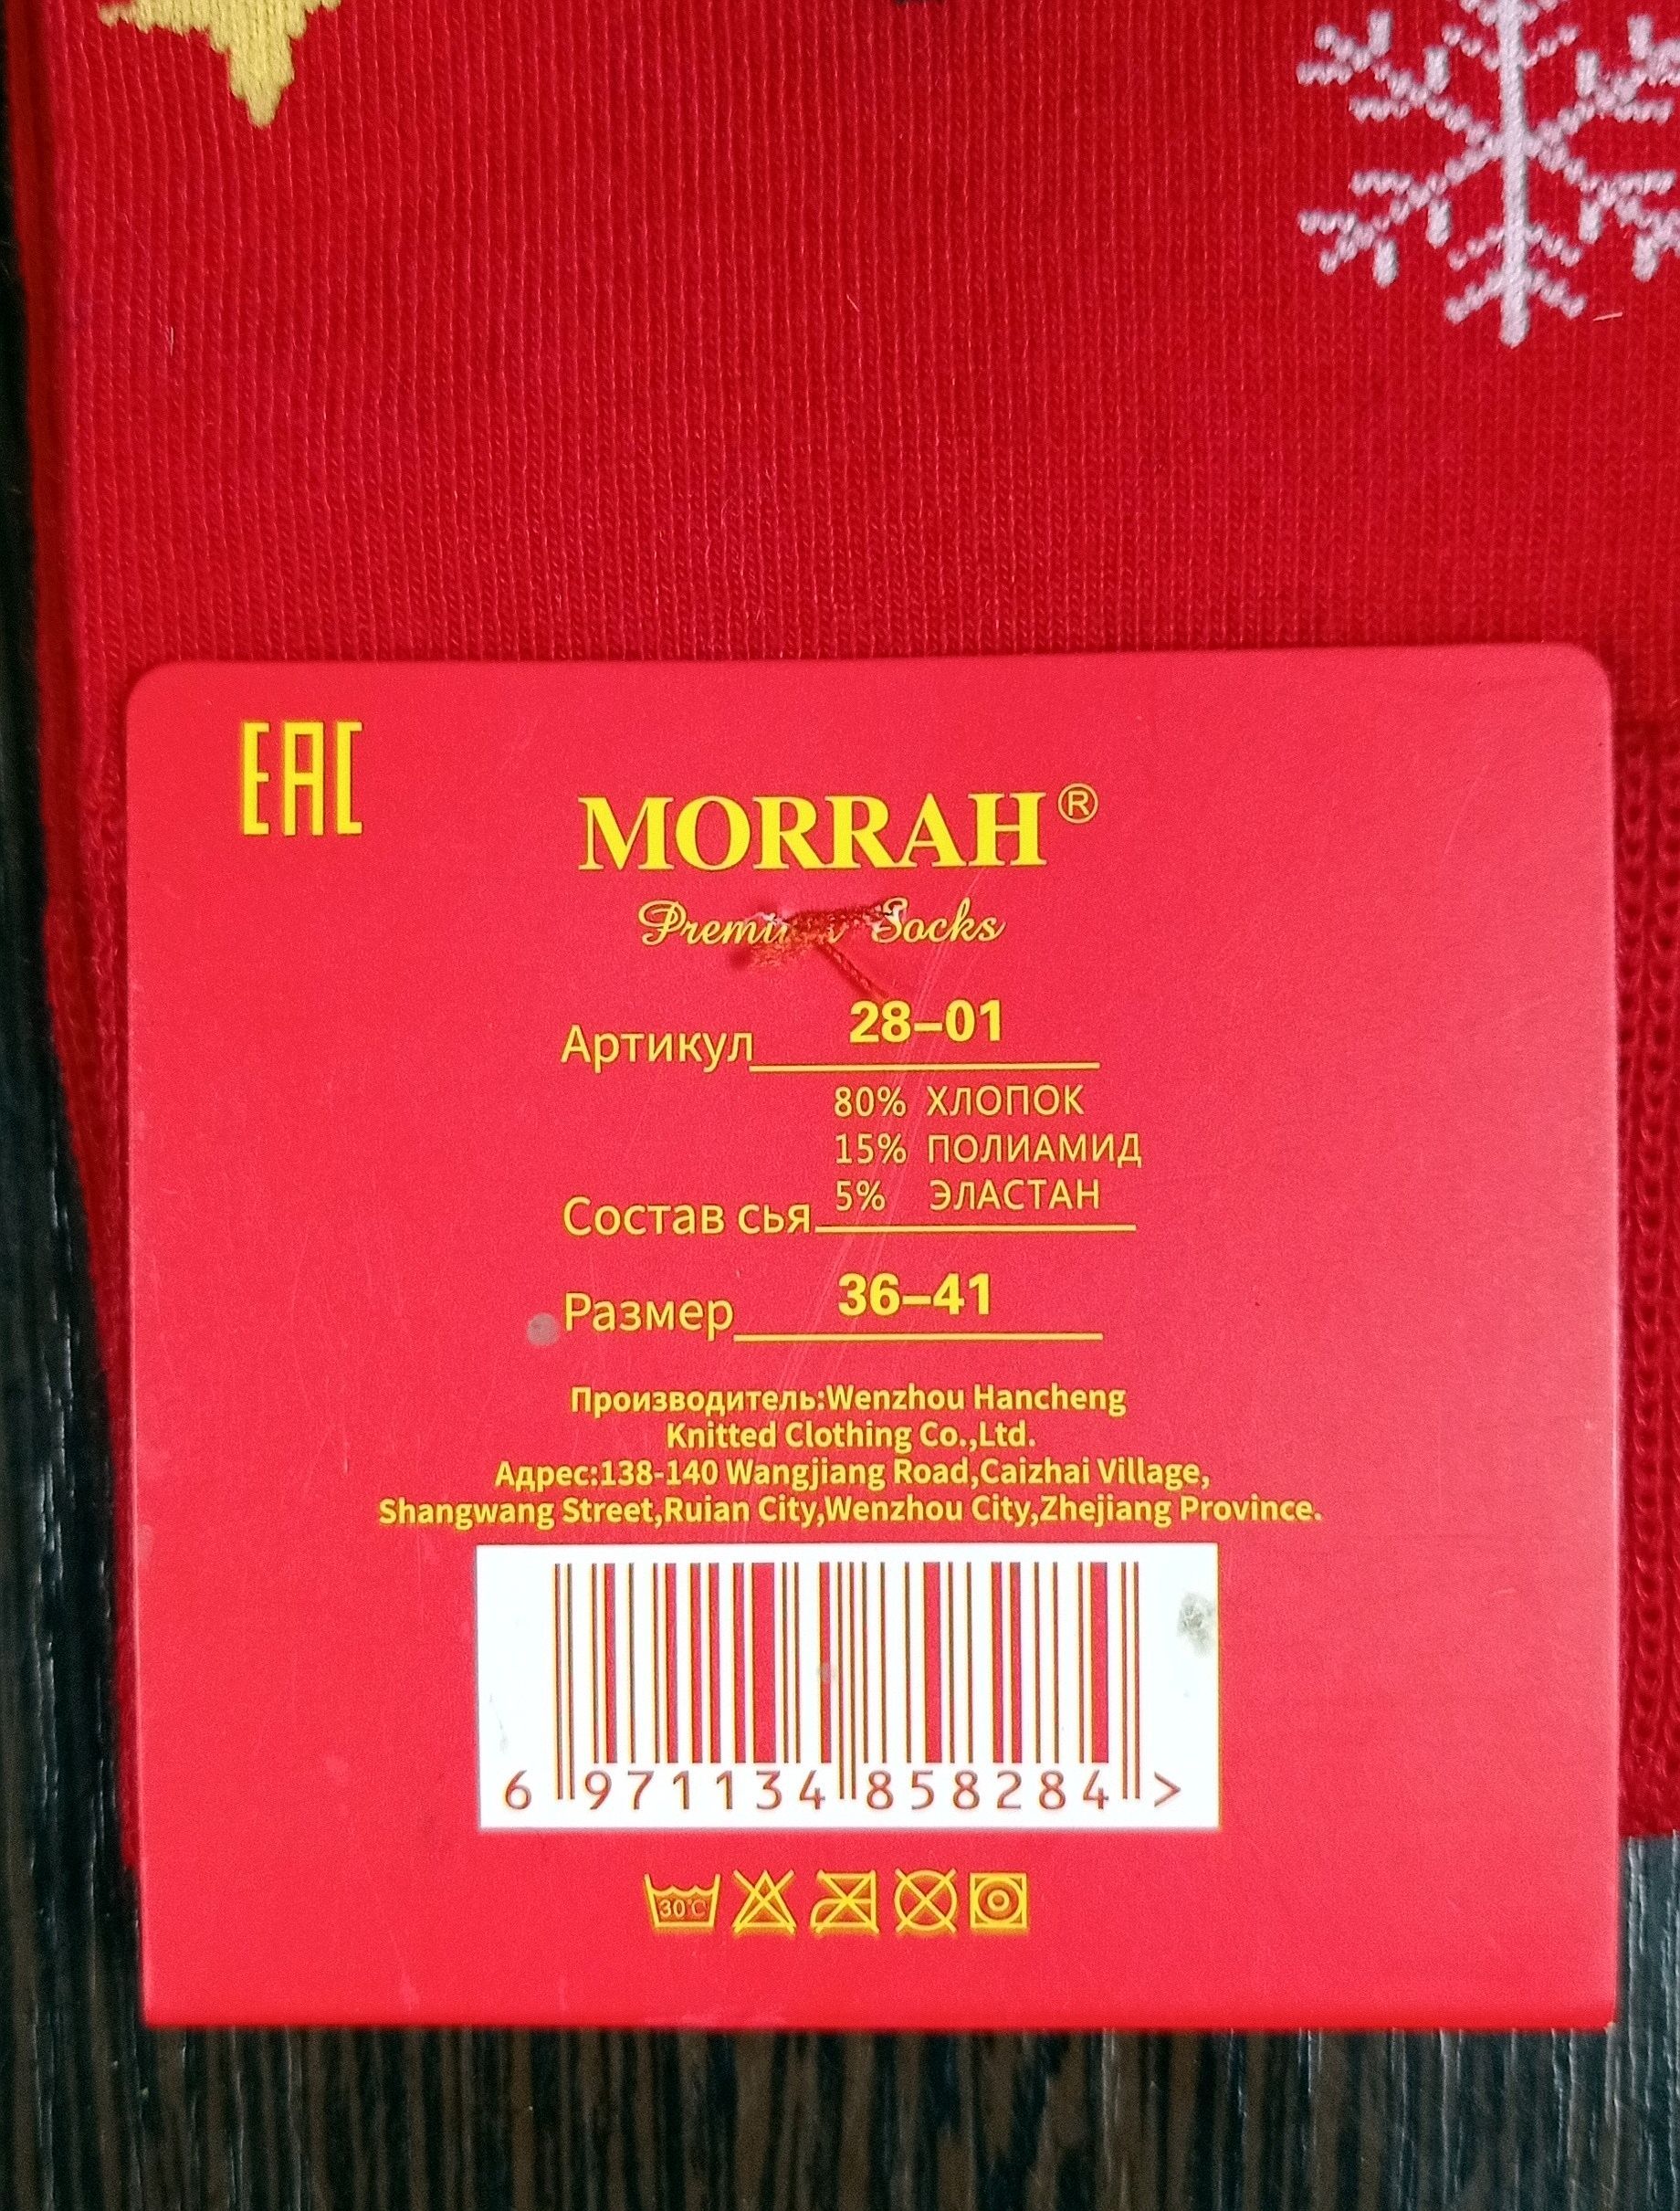 EAC
MORRAH®
Socks
Артикул 28-01
80% ХЛОПОК
15% ПОЛИАМИД
5% ЭЛАСТАН
Состав сья
Размер 36-41
Производитель:Wenzhou Hancheng
Knitted Clothing Co.,Ltd.
Адрес:138-140 Wangjiang Road,Caizhai Village,
Shangwang Street,Ruian City,Wenzhou City,Zhejiang Province.
6 971134 858284 >
30°C